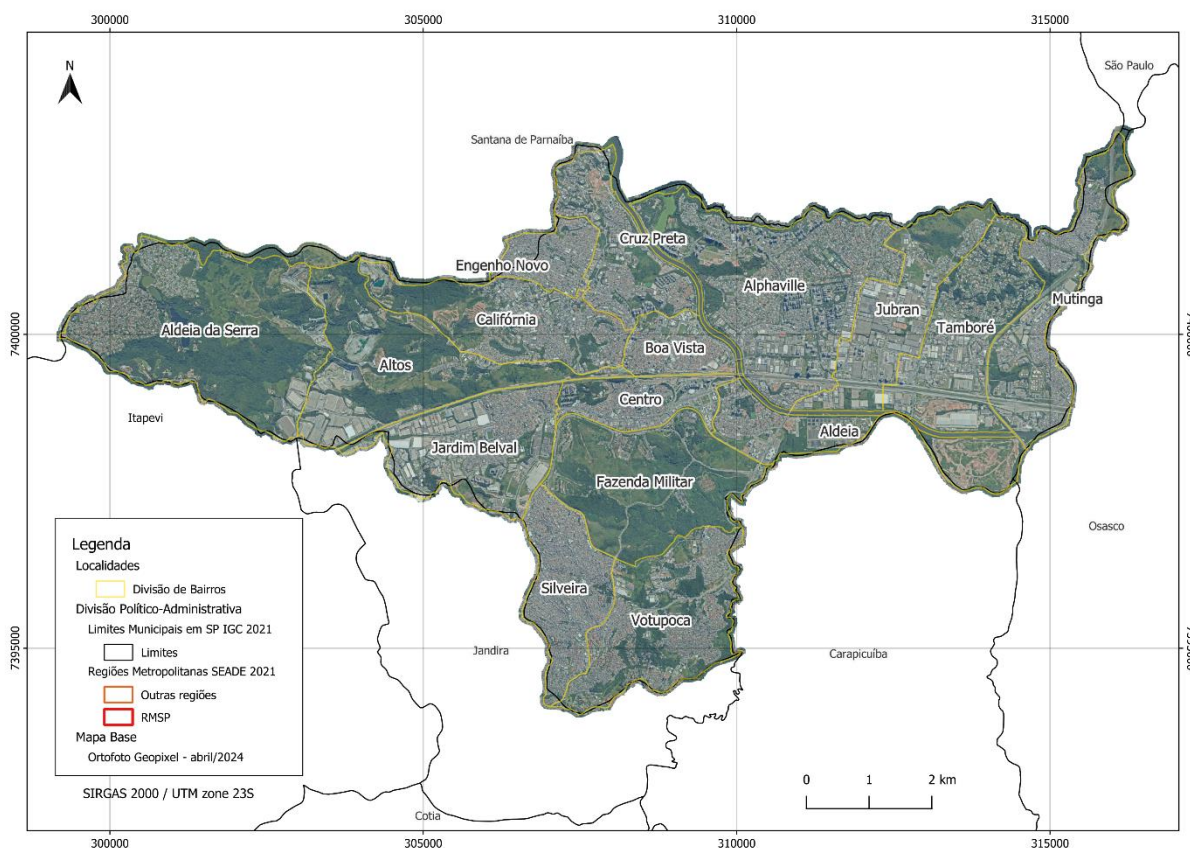 300000
305000
310000
315000
São Paulo
N
Santana de Parnaíba
Cruz Preta
Engenho Novo
Alphaville
Mutinga
Aldeia da Serra
Califórnia
Jubran
Tamboré
7400000
7400000
Boa Vista
Altos
Centro
Itapevi
Aldeia
Jardim Belval
Fazenda Militar
Osasco
Legenda
Localidades
Divisão de Bairros
Divisão Político-Administrativa
Limites Municipais em SP IGC 2021
Limites
Regiões Metropolitanas SEADE 2021
Outras regiões
RMSP
Mapa Base
Ortofoto Geopixel - abril/2024
SIRGAS 2000 / UTM zone 23S
Silveira
Votupoca
7395000
7395000
Jandira
Carapicuíba
0 1 2 km
Cotia
300000
305000
310000
315000